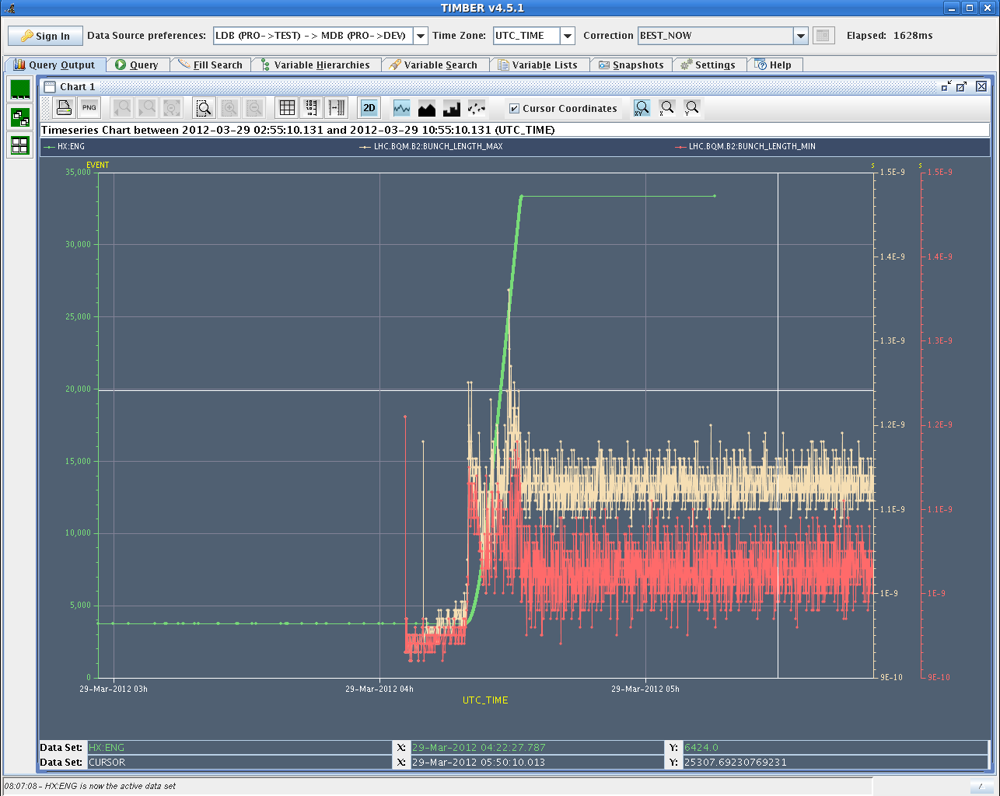 TIMBER v4.5.1
Sign In Data Source preferences: LDB (PRO->TEST) -> MDB (PRO->DEV) Time Zone: UTC_TIME Correction BEST_NOW Elapsed: 1628ms
Query Output Query Fill Search Variable Hierarchies Variable Search Variable Lists Snapshots Settings Help
Chart 1
PNG 2D Cursor Coordinates XY X Y
Timeseries Chart between 2012-03-29 02:55:10.131 and 2012-03-29 10:55:10.131 (UTC_TIME)
HX:ENG LHC.BQM.B2:BUNCH_LENGTH_MAX LHC.BQM.B2:BUNCH_LENGTH_MIN
EVENT s s
35,000 1.5E-9 1.5E-9
30,000
1.4E-9 1.4E-9
25,000
1.3E-9 1.3E-9
20,000
1.2E-9 1.2E-9
15,000
1.1E-9 1.1E-9
10,000
1E-9 1E-9
5,000
0 9E-10 9E-10
29-Mar-2012 03h 29-Mar-2012 04h 29-Mar-2012 05h
UTC_TIME
Data Set: HX:ENG X: 29-Mar-2012 04:22:27.787 Y: 6424.0
Data Set: CURSOR X: 29-Mar-2012 05:50:10.013 Y: 25307.69230769231
08:07:08 - HX:ENG is now the active data set